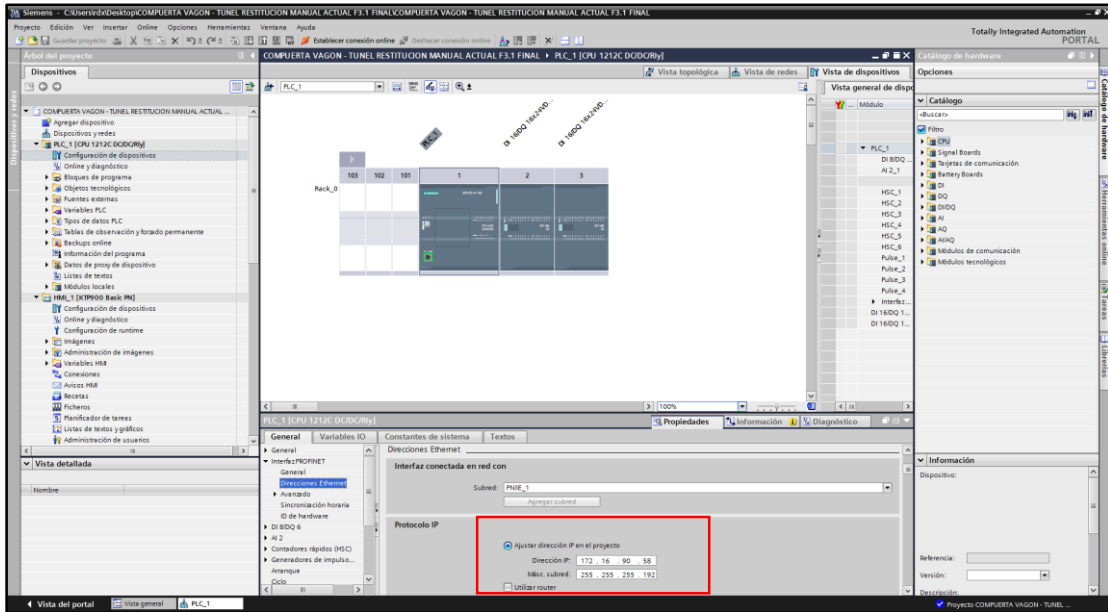 Siemens - C:\Users\rdx\Desktop\COMPUERTA VAGON - TUNEL RESTITUCION MANUAL ACTUAL F3.1 FINAL\COMPUERTA VAGON - TUNEL RESTITUCION MANUAL ACTUAL F3.1 FINAL
Proyecto Edición Ver Insertar Online Opciones Herramientas Ventana Ayuda
Guardar proyecto Establecer conexión online Deshacer conexión online
Totally Integrated Automation
PORTAL
Árbol del proyecto
Dispositivos
Dispositivos y redes
COMPUERTA VAGON - TUNEL RESTITUCION MANUAL ACTUAL ...
Agregar dispositivo
Dispositivos y redes
PLC_1 [CPU 1212C DC/DC/Rly]
Configuración de dispositivos
Online y diagnóstico
Bloques de programa
Objetos tecnológicos
Fuentes externas
Variables PLC
Tipos de datos PLC
Tablas de observación y forzado permanente
Backups online
Información del programa
Datos de proxy de dispositivo
Listas de textos
Módulos locales
HMI_1 [KTP900 Basic PN]
Configuración de dispositivos
Online y diagnóstico
Configuración de runtime
Imágenes
Administración de imágenes
Variables HMI
Conexiones
Avisos HMI
Recetas
Ficheros
Planificador de tareas
Listas de textos y gráficos
Administración de usuarios
Vista detallada
Nombre
COMPUERTA VAGON - TUNEL RESTITUCION MANUAL ACTUAL F3.1 FINAL PLC_1 [CPU 1212C DC/DC/Rly]
Vista topológica Vista de redes Vista de dispositivos
PLC_1
PLC_1
DI 16/DQ 16x24VD...
DI 16/DQ 16x24VD...
103 102 101 1 2 3
Rack_0
SIEMENS
100%
Vista general de dispo
... Módulo
PLC_1
DI 8/DQ ...
AI 2_1
HSC_1
HSC_2
HSC_3
HSC_4
HSC_5
HSC_6
Pulse_1
Pulse_2
Pulse_3
Pulse_4
Interfaz...
DI 16/DQ 1...
DI 16/DQ 1...
PLC_1 [CPU 1212C DC/DC/Rly]
Propiedades Información Diagnóstico
General Variables IO Constantes de sistema Textos
General
Interfaz PROFINET
General
Direcciones Ethernet
Avanzado
Sincronización horaria
ID de hardware
DI 8/DQ 6
AI 2
Contadores rápidos (HSC)
Generadores de impulso...
Arranque
Ciclo
Direcciones Ethernet
Interfaz conectada en red con
Subred: PN/IE_1
Agregar subred
Protocolo IP
Ajustar dirección IP en el proyecto
Dirección IP: 172 . 16 . 90 . 58
Másc. subred: 255 . 255 . 255 . 192
Utilizar router
Catálogo de hardware
Opciones
Catálogo
<Buscar>
Filtro
CPU
Signal Boards
Tarjetas de comunicación
Battery Boards
DI
DQ
DI/DQ
AI
AQ
AI/AQ
Módulos de comunicación
Módulos tecnológicos
Información
Dispositivo:
Referencia:
Versión:
Descripción:
Catálogo de hardware
Herramientas online
Tareas
Librerías
Vista del portal Vista general PLC_1
Proyecto COMPUERTA VAGON - TUNEL ...